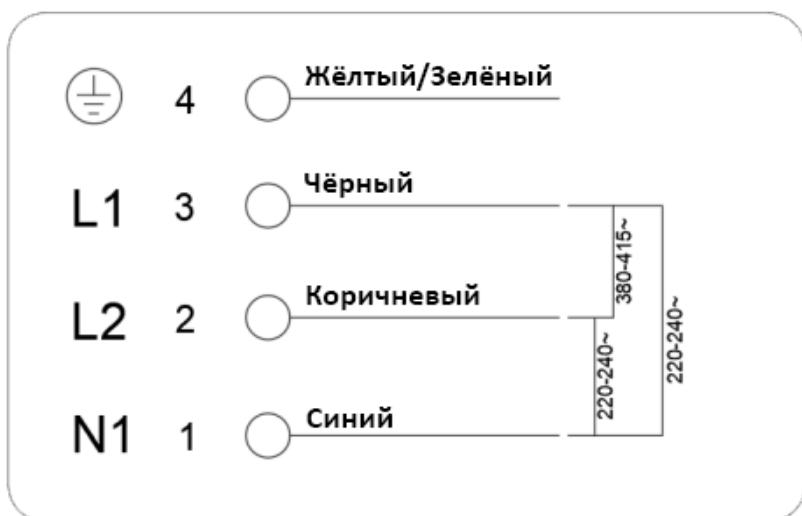 4 Жёлтый/Зелёный
L1 3 Чёрный
L2 2 Коричневый
N1 1 Синий
380-415~
220-240~
220-240~